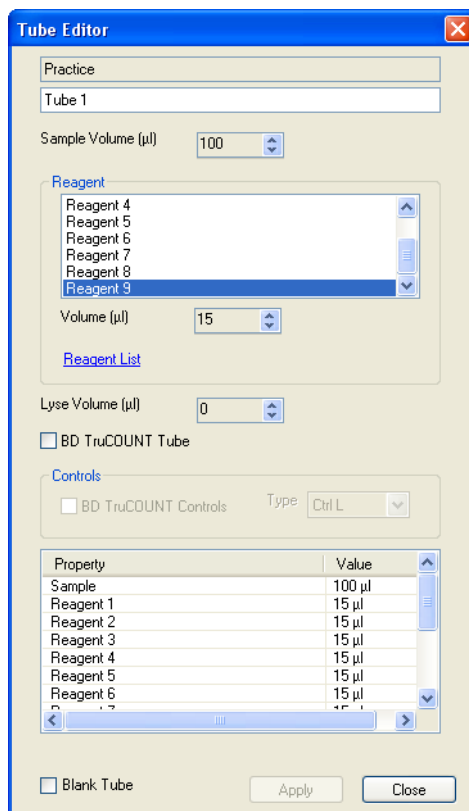 Tube Editor
Practice
Tube 1
Sample Volume (µl) 100
Reagent
Reagent 4
Reagent 5
Reagent 6
Reagent 7
Reagent 8
Reagent 9
Volume (µl) 15
Reagent List
Lyse Volume (µl) 0
BD TruCOUNT Tube
Controls
BD TruCOUNT Controls Type Ctrl L
Property Value
Sample 100 µl
Reagent 1 15 µl
Reagent 2 15 µl
Reagent 3 15 µl
Reagent 4 15 µl
Reagent 5 15 µl
Reagent 6 15 µl
Blank Tube Apply Close